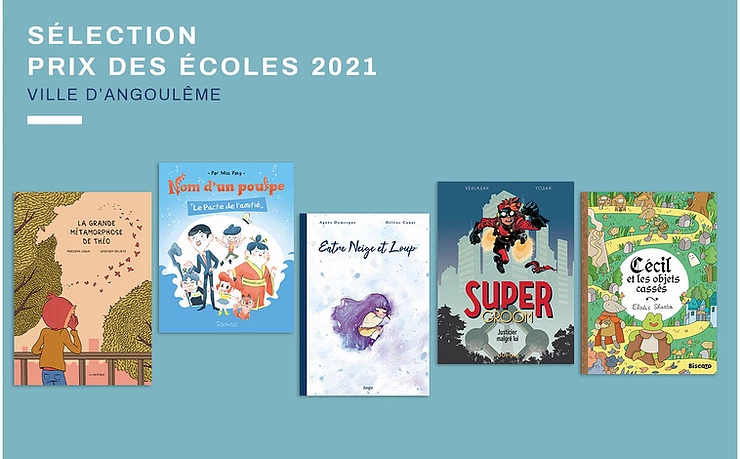 SÉLECTION
PRIX DES ÉCOLES 2021
VILLE D'ANGOULÊME
LA GRANDE
MÉTAMORPHOSE
DE THÉO
• Par Miss Paty •
Nom d'un poulpe
"Le Pacte de l'amitié"
Agnès Domergue
Hélène Canac
Entre Neige et Loup
Jungle
VEHLMANN
YOANN
SUPER
GROOM
Justicier
malgré lui
Cécil
et les objets
cassés
Elodie Shanta
BISCOTO